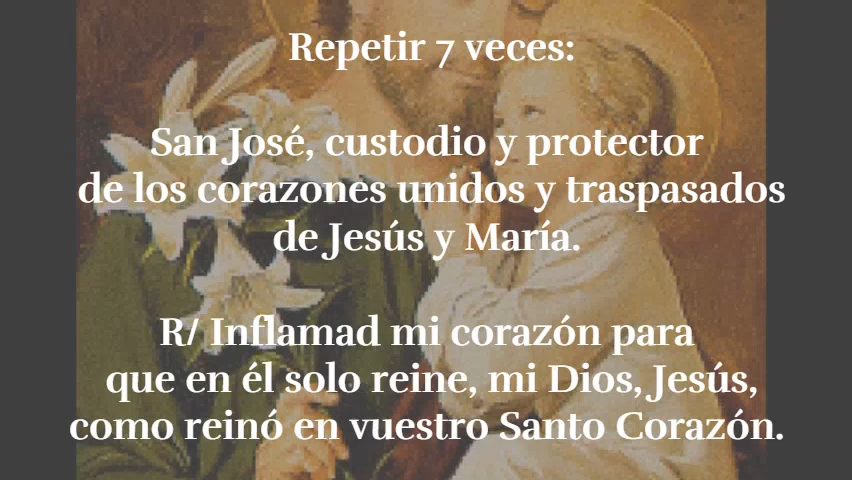 Repetir 7 veces:
San José, custodio y protector
de los corazones unidos y traspasados
de Jesús y María.
R/ Inflamad mi corazón para
que en él solo reine, mi Dios, Jesús,
como reinó en vuestro Santo Corazón.